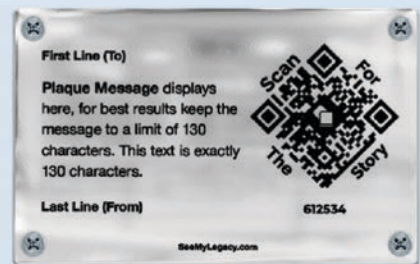 First Line (To)
Plaque Message displays
here, for best results keep the
message to a limit of 130
characters. This text is exactly
130 characters.
Last Line (From)
Scan For
The Story
612534
SeeMyLegacy.com